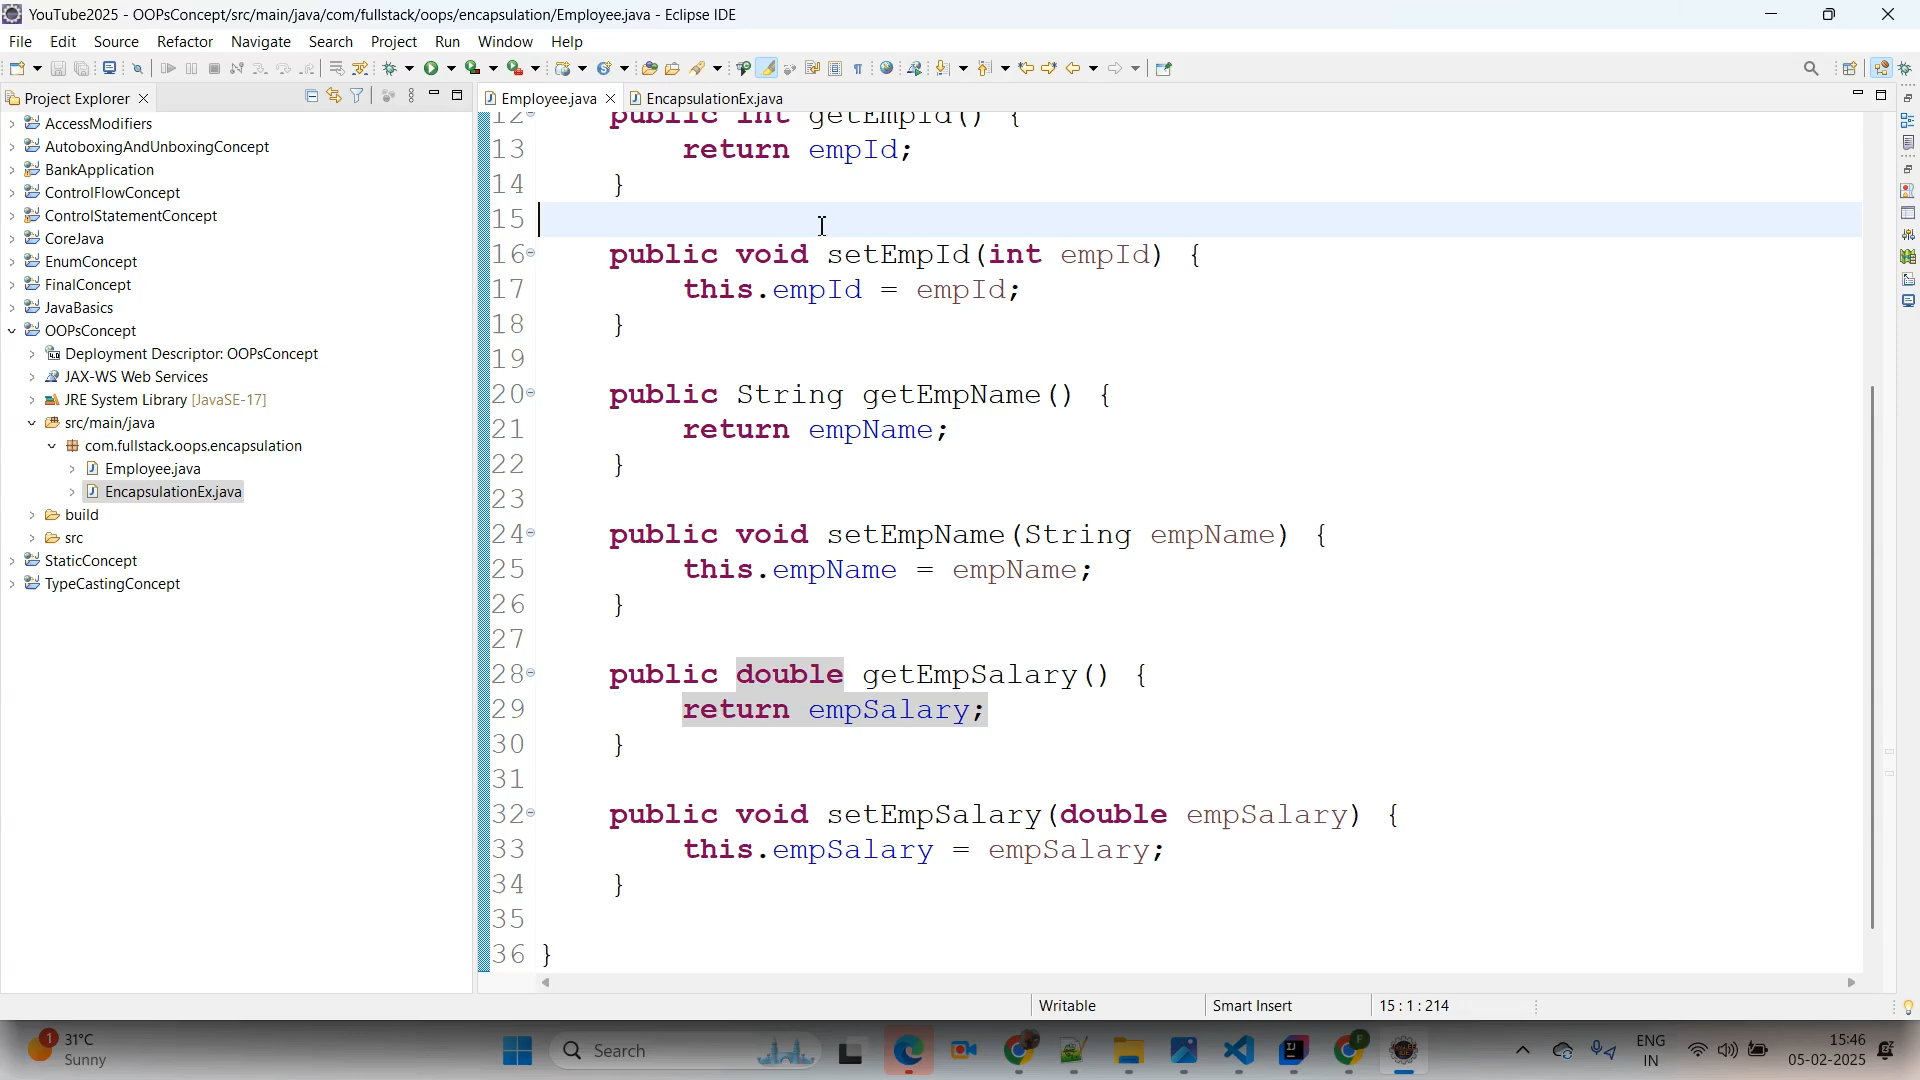 YouTube2025 - OOPsConcept/src/main/java/com/fullstack/oops/encapsulation/Employee.java - Eclipse IDE
File Edit Source Refactor Navigate Search Project Run Window Help
Project Explorer
AccessModifiers
AutoboxingAndUnboxingConcept
BankApplication
ControlFlowConcept
ControlStatementConcept
CoreJava
EnumConcept
FinalConcept
JavaBasics
OOPsConcept
Deployment Descriptor: OOPsConcept
JAX-WS Web Services
JRE System Library [JavaSE-17]
src/main/java
com.fullstack.oops.encapsulation
Employee.java
EncapsulationEx.java
build
src
StaticConcept
TypeCastingConcept
Employee.java EncapsulationEx.java
12 public int getEmpId() {
13 return empId;
14 }
15
16 public void setEmpId(int empId) {
17 this.empId = empId;
18 }
19
20 public String getEmpName() {
21 return empName;
22 }
23
24 public void setEmpName(String empName) {
25 this.empName = empName;
26 }
27
28 public double getEmpSalary() {
29 return empSalary;
30 }
31
32 public void setEmpSalary(double empSalary) {
33 this.empSalary = empSalary;
34 }
35
36 }
Writable Smart Insert 15 : 1 : 214
1 31°C
Sunny
Search
ENG
IN
15:46
05-02-2025